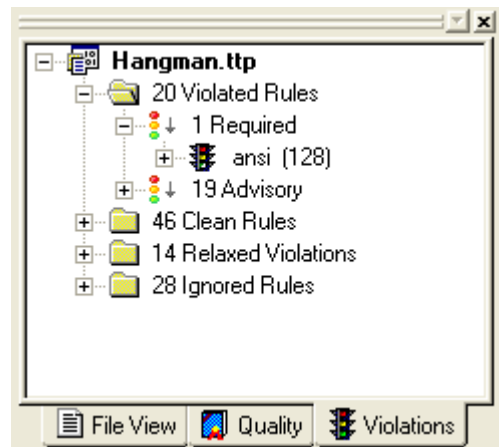 Hangman.ttp
20 Violated Rules
1 Required
ansi (128)
19 Advisory
46 Clean Rules
14 Relaxed Violations
28 Ignored Rules
File View Quality Violations